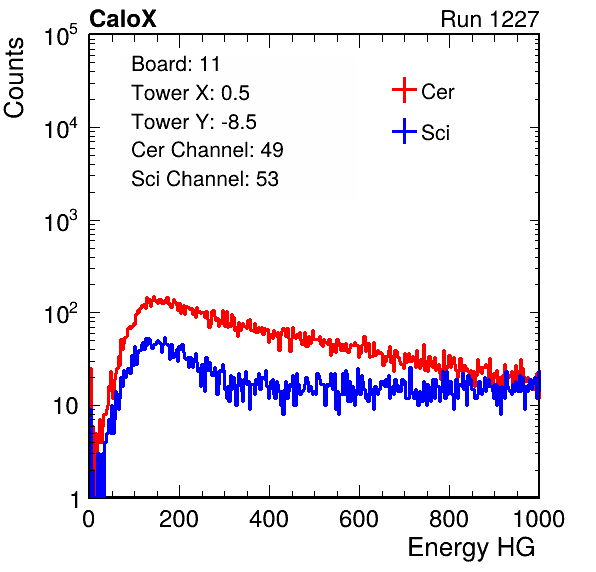 CaloX Run 1227
Counts
10^5
10^4
10^3
10^2
10
1
Board: 11
Tower X: 0.5
Tower Y: -8.5
Cer Channel: 49
Sci Channel: 53
Cer
Sci
0 200 400 600 800 1000
Energy HG